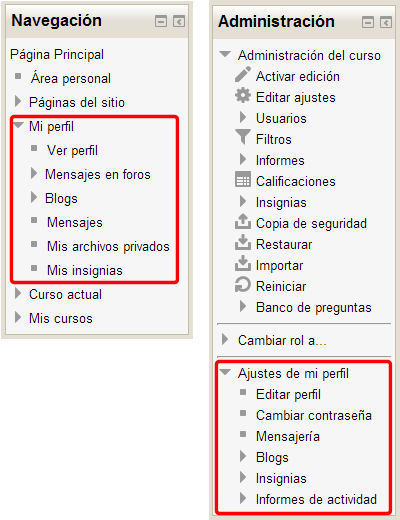 Navegación
Página Principal
Área personal
Páginas del sitio
Mi perfil
Ver perfil
Mensajes en foros
Blogs
Mensajes
Mis archivos privados
Mis insignias
Curso actual
Mis cursos
Administración
Administración del curso
Activar edición
Editar ajustes
Usuarios
Filtros
Informes
Calificaciones
Insignias
Copia de seguridad
Restaurar
Importar
Reiniciar
Banco de preguntas
Cambiar rol a...
Ajustes de mi perfil
Editar perfil
Cambiar contraseña
Mensajería
Blogs
Insignias
Informes de actividad